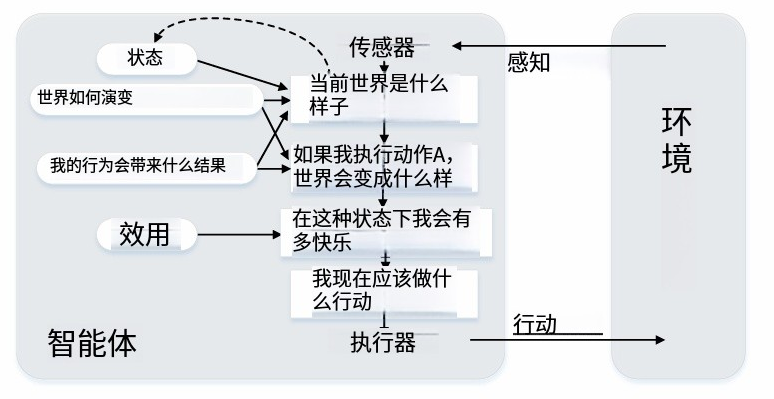 传感器
感知
状态
当前世界是什么
样子
世界如何演变
环
境
如果我执行动作A，
世界会变成什么样
我的行为会带来什么结果
在这种状态下我会有
多快乐
效用
我现在应该做什
么行动
行动
智能体
执行器